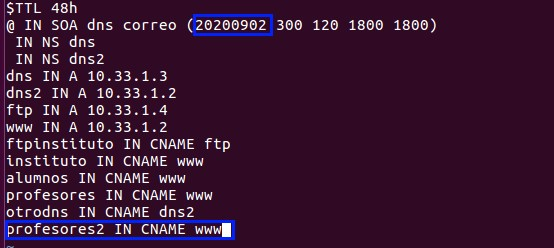 $TTL 48h
@ IN SOA dns correo (20200902 300 120 1800 1800)
 IN NS dns
 IN NS dns2
dns IN A 10.33.1.3
dns2 IN A 10.33.1.2
ftp IN A 10.33.1.4
www IN A 10.33.1.2
ftpinstituto IN CNAME ftp
instituto IN CNAME www
alumnos IN CNAME www
profesores IN CNAME www
otrodns IN CNAME dns2
profesores2 IN CNAME www
~